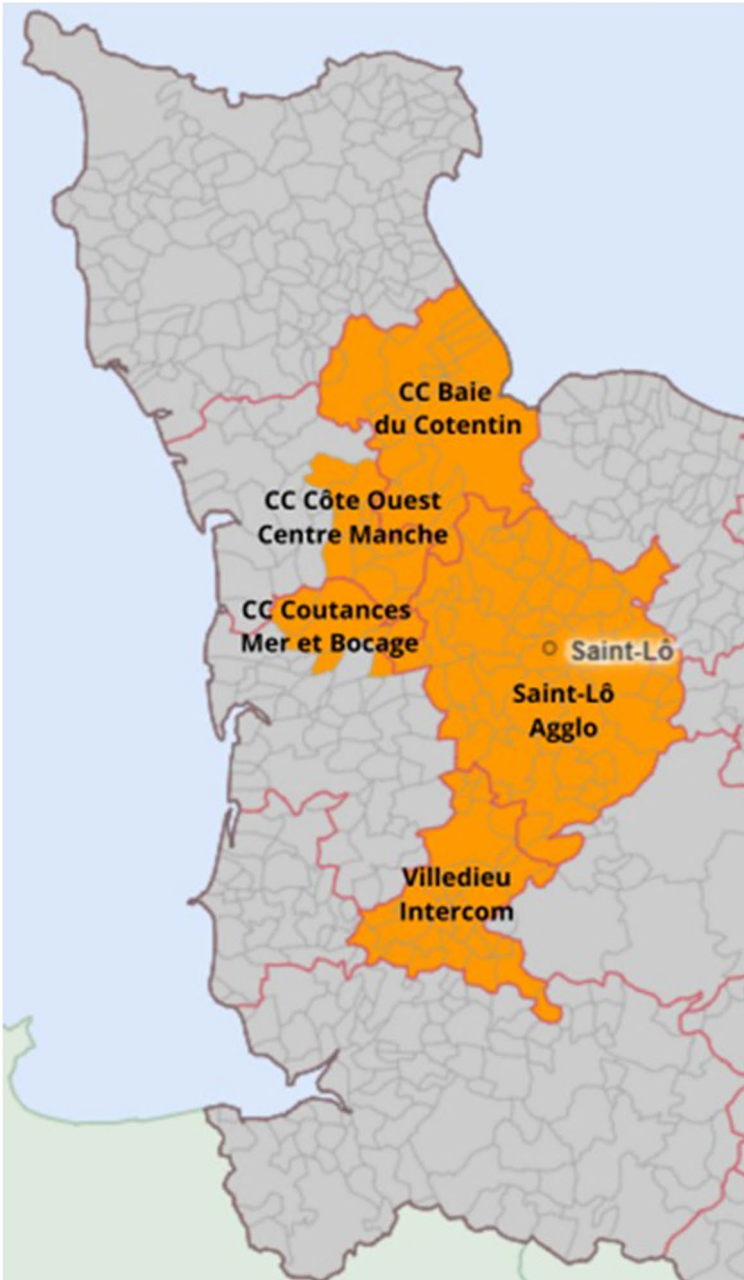 CC Baie
du Cotentin
CC Côte Ouest
Centre Manche
CC Coutances
Mer et Bocage
Saint-Lô
Saint-Lô
Agglo
Villedieu
Intercom